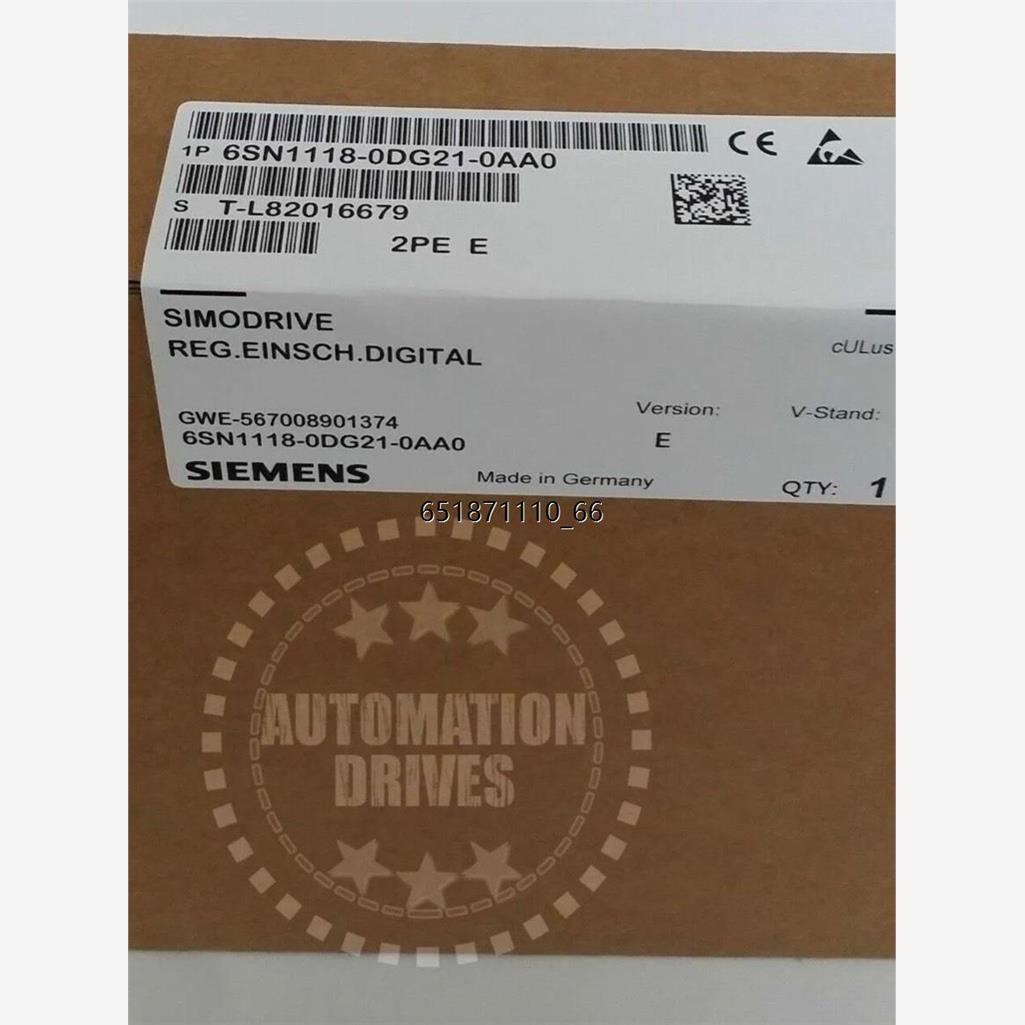 CE
1P 6SN1118-0DG21-0AA0
S T-L82016679
2PE E
SIMODRIVE
REG.EINSCH.DIGITAL
cULus
GWE-567008901374
Version:
V-Stand:
6SN1118-0DG21-0AA0
E
SIEMENS
Made in Germany
QTY: 1
651871110_66
AUTOMATION
DRIVES